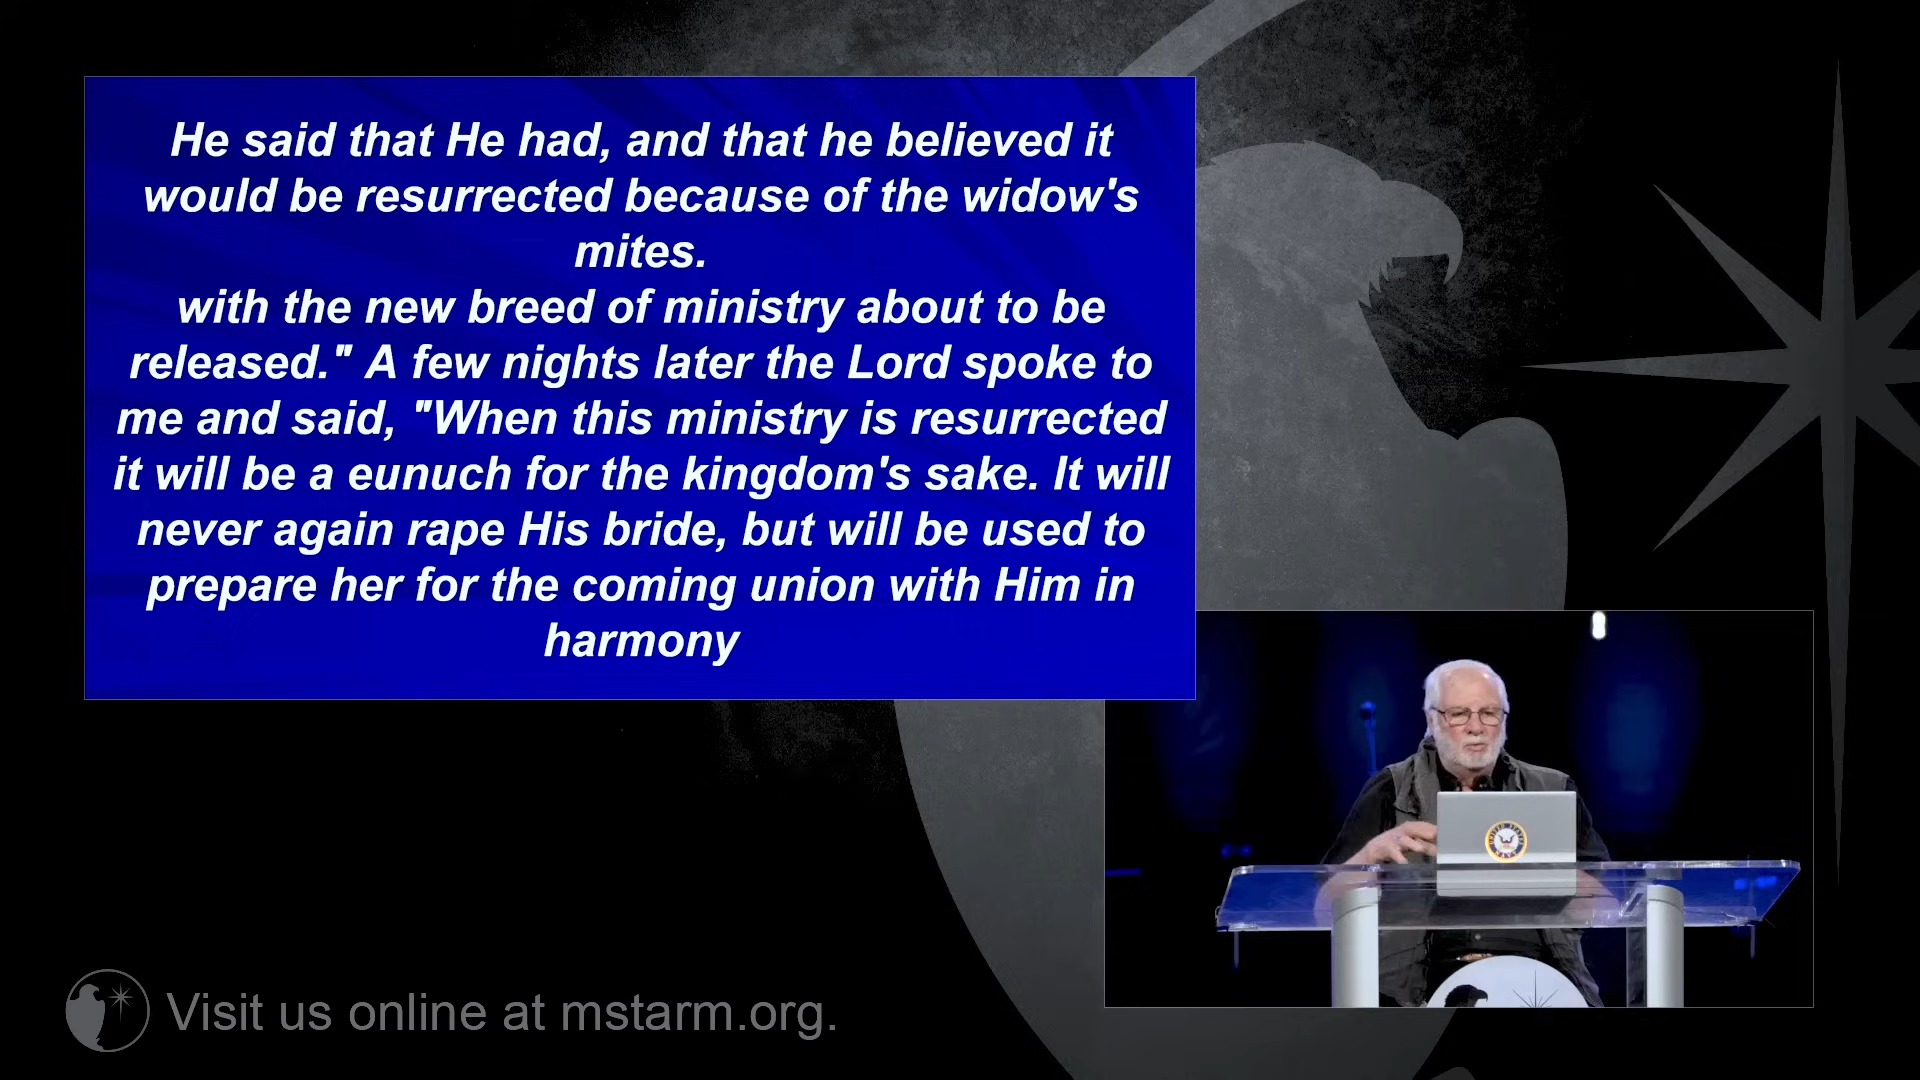 He said that He had, and that he believed it
would be resurrected because of the widow's
mites.
with the new breed of ministry about to be
released." A few nights later the Lord spoke to
me and said, "When this ministry is resurrected
it will be a eunuch for the kingdom's sake. It will
never again rape His bride, but will be used to
prepare her for the coming union with Him in
harmony
Visit us online at mstarm.org.